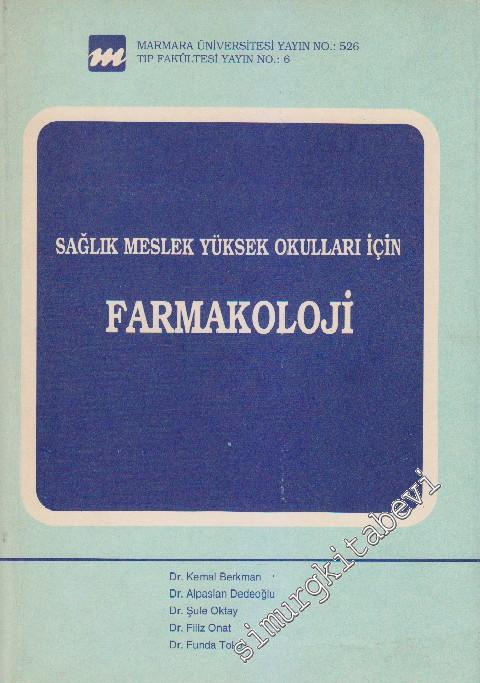 m
MARMARA ÜNİVERSİTESİ YAYIN NO.: 526
TIP FAKÜLTESİ YAYIN NO.: 6
SAĞLIK MESLEK YÜKSEK OKULLARI İÇİN
FARMAKOLOJİ
Dr. Kemal Berkman
Dr. Alpaslan Dedeoğlu
Dr. Şule Oktay
Dr. Filiz Onat
Dr. Funda
simurgkitabevi